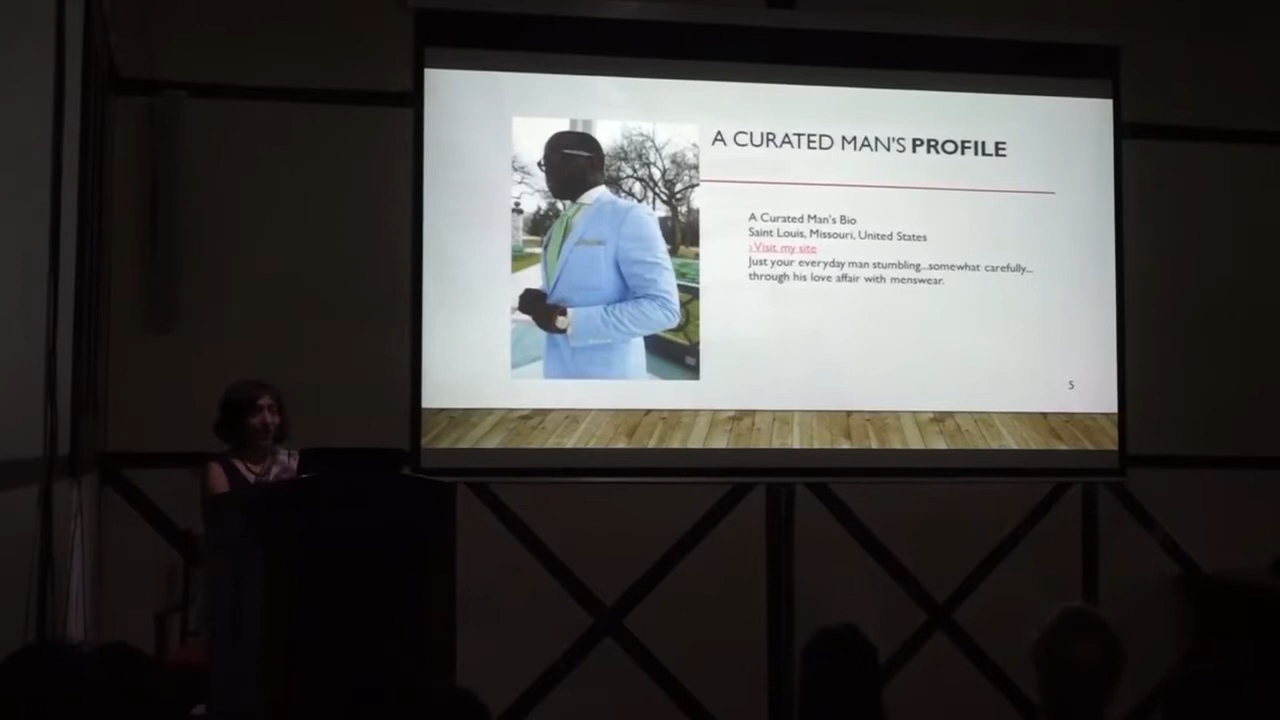 A CURATED MAN'S PROFILE
A Curated Man's Bio
Saint Louis, Missouri, United States
› Visit my site
Just your everyday man stumbling...somewhat carefully...
through his love affair with menswear.
5